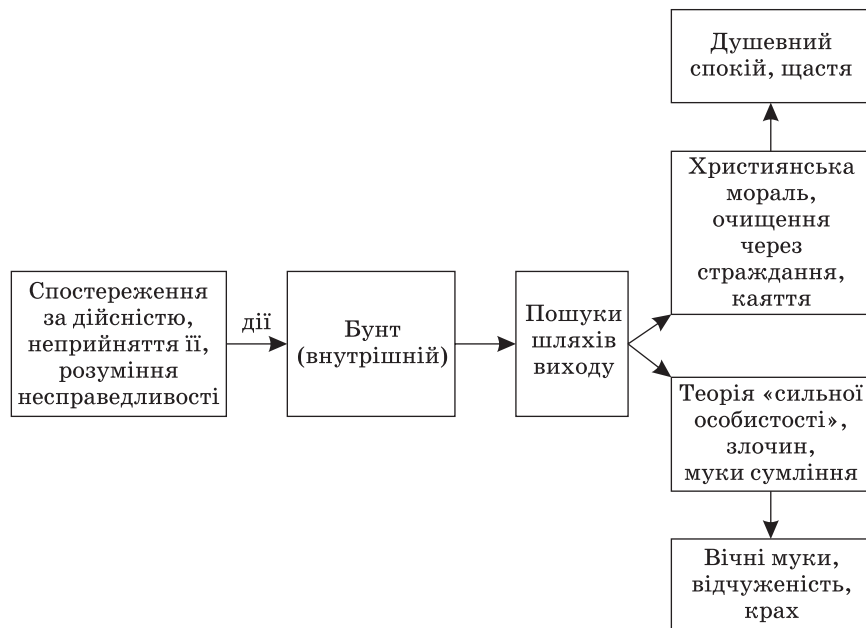 Душевний
спокій, щастя
Християнська
мораль,
очищення
через
страждання,
каяття
Спостереження
за дійсністю,
неприйняття її,
розуміння
несправедливості
дії
Бунт
(внутрішній)
Пошуки
шляхів
виходу
Теорія «сильної
особистості»,
злочин,
муки сумління
Вічні муки,
відчуженість,
крах